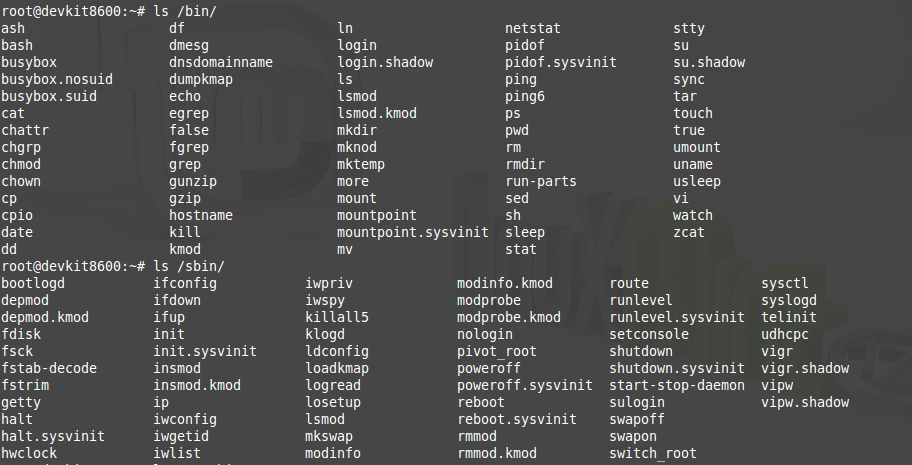 root@devkit8600:~# ls /bin/
ash df ln netstat stty
bash dmesg login pidof su
busybox dnsdomainname login.shadow pidof.sysvinit su.shadow
busybox.nosuid dumpkmap ls ping sync
busybox.suid echo lsmod ping6 tar
cat egrep lsmod.kmod ps touch
chattr false mkdir pwd true
chgrp fgrep mknod rm umount
chmod grep mktemp rmdir uname
chown gunzip more run-parts usleep
cp gzip mount sed vi
cpio hostname mountpoint sh watch
date kill mountpoint.sysvinit sleep zcat
dd kmod mv stat
root@devkit8600:~# ls /sbin/
bootlogd ifconfig iwpriv modinfo.kmod route sysctl
depmod ifdown iwspy modprobe runlevel syslogd
depmod.kmod ifup killall5 modprobe.kmod runlevel.sysvinit telinit
fdisk init klogd nologin setconsole udhcpc
fsck init.sysvinit ldconfig pivot_root shutdown vigr
fstab-decode insmod loadkmap poweroff shutdown.sysvinit vigr.shadow
fstrim insmod.kmod logread poweroff.sysvinit start-stop-daemon vipw
getty ip losetup reboot sulogin vipw.shadow
halt iwconfig lsmod reboot.sysvinit swapoff
halt.sysvinit iwgetid mkswap rmmod swapon
hwclock iwlist modinfo rmmod.kmod switch_root